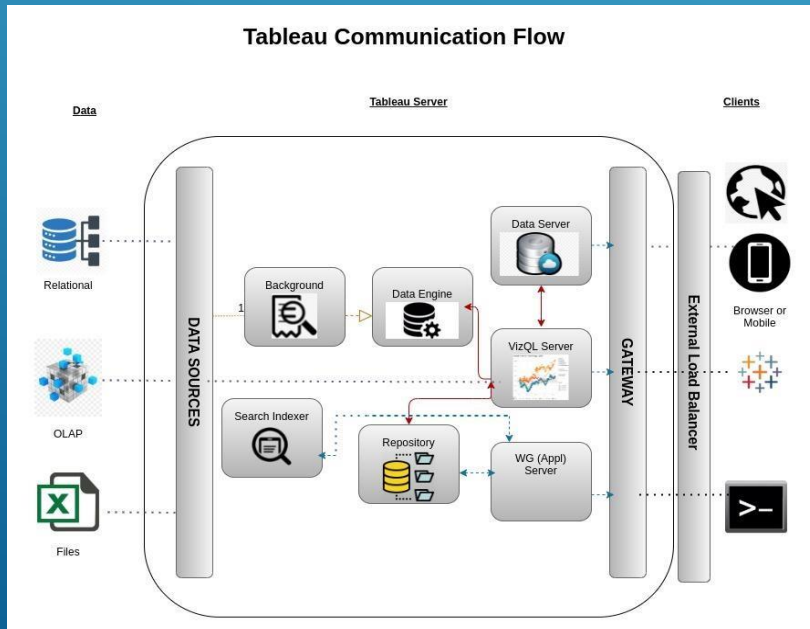 Tableau Communication Flow
Data
Tableau Server
Clients
Relational
OLAP
Files
DATA SOURCES
1
Background
Data Engine
Data Server
VizQL Server
Search Indexer
Repository
WG (Appl)
Server
GATEWAY
External Load Balancer
Browser or
Mobile
X
>–